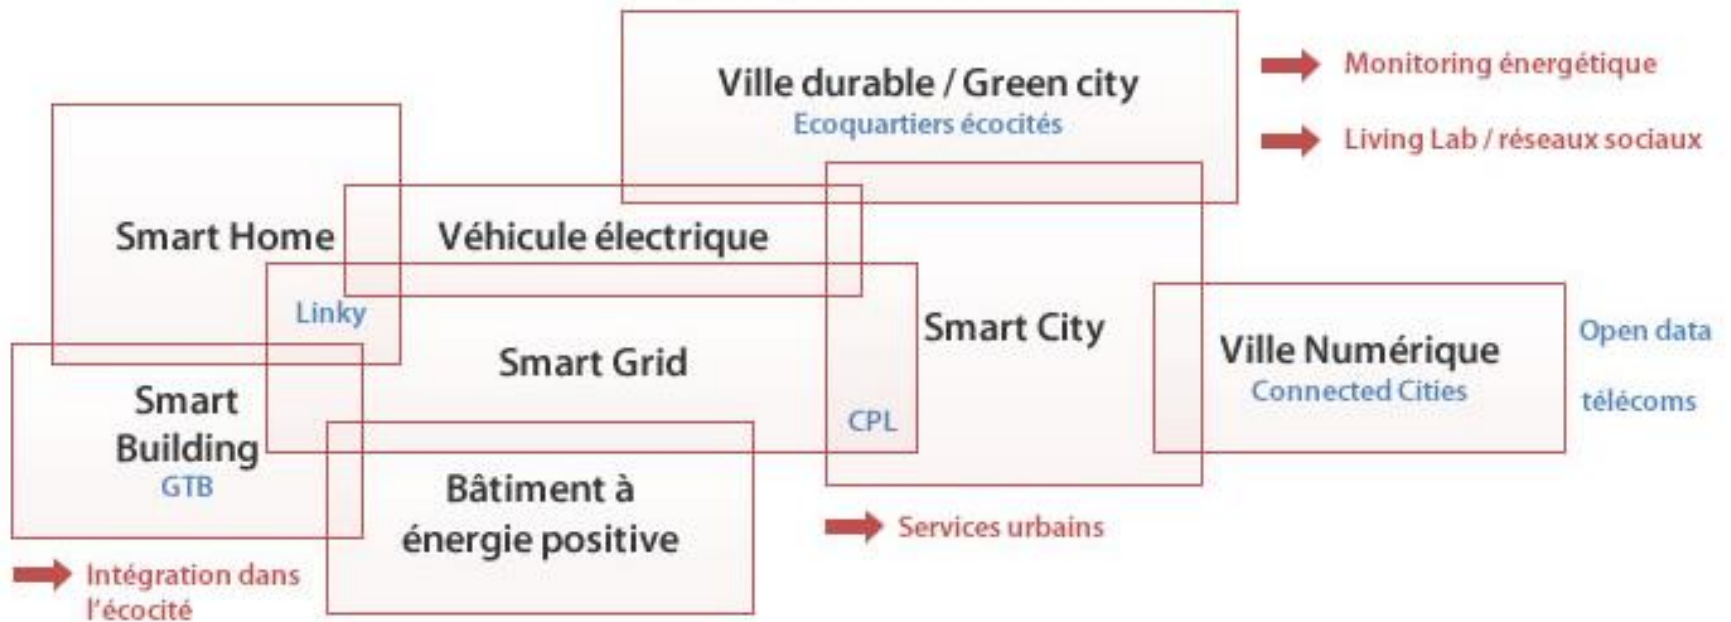 Ville durable / Green city
Ecoquartiers écocités
Monitoring énergétique
Living Lab / réseaux sociaux
Smart Home
Véhicule électrique
Linky
Smart Grid
Smart City
CPL
Ville Numérique
Connected Cities
Open data
télécoms
Smart
Building
GTB
Bâtiment à
énergie positive
Services urbains
Intégration dans
l'écocité